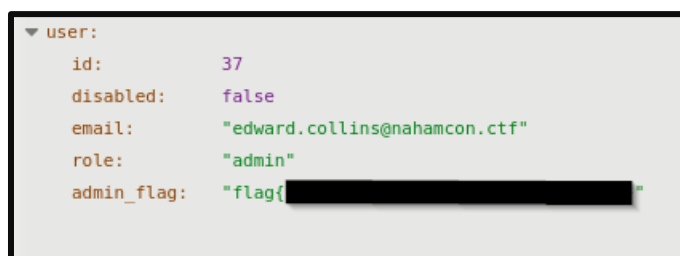 user:
id: 37
disabled: false
email: "edward.collins@nahamcon.ctf"
role: "admin"
admin_flag: "flag{ "